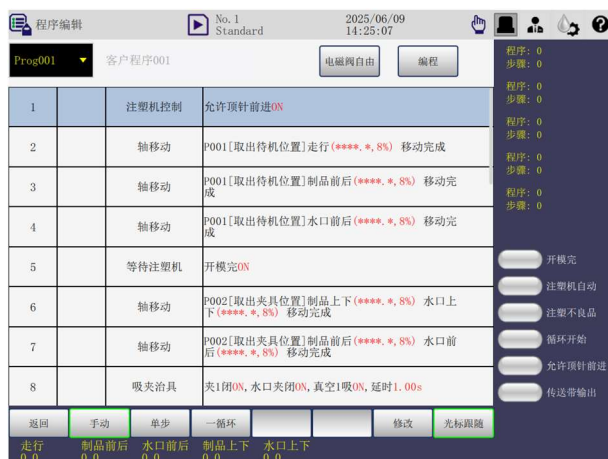 程序编辑
No. 1
Standard
2025/06/09
14:25:07
?
Prog001
客户程序001
电磁阀自由
编程
1 注塑机控制 允许顶针前进ON
2 轴移动 P001[取出待机位置]走行(****.*,8%) 移动完成
3 轴移动 P001[取出待机位置]制品前后(****.*,8%) 移动完
成
4 轴移动 P001[取出待机位置]水口前后(****.*,8%) 移动完
成
5 等待注塑机 开模完ON
6 轴移动 P002[取出夹具位置]制品上下(****.*,8%) 水口上
下(****.*,8%) 移动完成
7 轴移动 P002[取出夹具位置]制品前后(****.*,8%) 水口前
后(****.*,8%) 移动完成
8 吸夹治具 夹1闭ON,水口夹闭ON,真空1吸ON,延时1.00s
程序: 0
步骤: 0
程序: 0
步骤: 0
程序: 0
步骤: 0
程序: 0
步骤: 0
程序: 0
步骤: 0
开模完
注塑机自动
注塑不良品
循环开始
允许顶针前进
传送带输出
返回
手动
单步
一循环
修改
光标跟随
走行 制品前后 水口前后 制品上下 水口上下
0.0 0.0 0.0 0.0 0.0